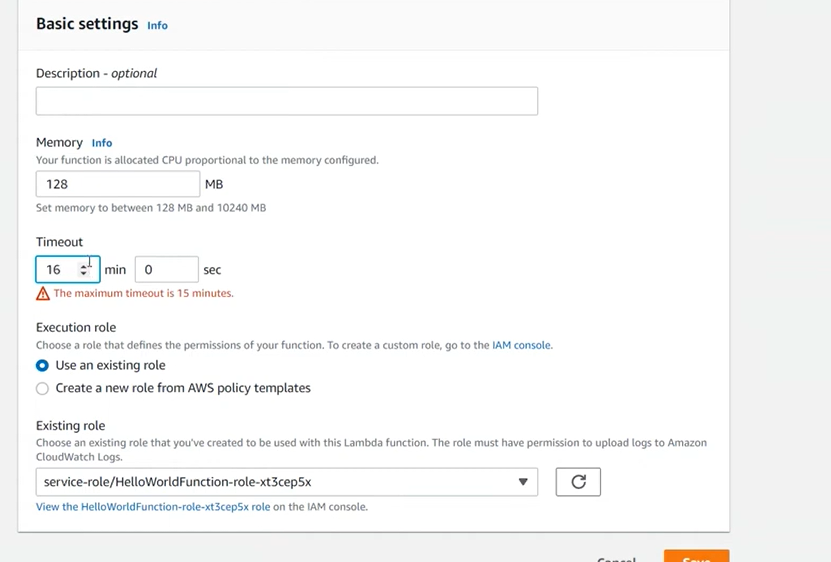 Basic settings Info
Description - optional
Memory Info
Your function is allocated CPU proportional to the memory configured.
128 MB
Set memory to between 128 MB and 10240 MB
Timeout
16 min 0 sec
The maximum timeout is 15 minutes.
Execution role
Choose a role that defines the permissions of your function. To create a custom role, go to the IAM console.
Use an existing role
Create a new role from AWS policy templates
Existing role
Choose an existing role that you've created to be used with this Lambda function. The role must have permission to upload logs to Amazon
CloudWatch Logs.
service-role/HelloWorldFunction-role-xt3cep5x
View the HelloWorldFunction-role-xt3cep5x role on the IAM console.
Cancel Save